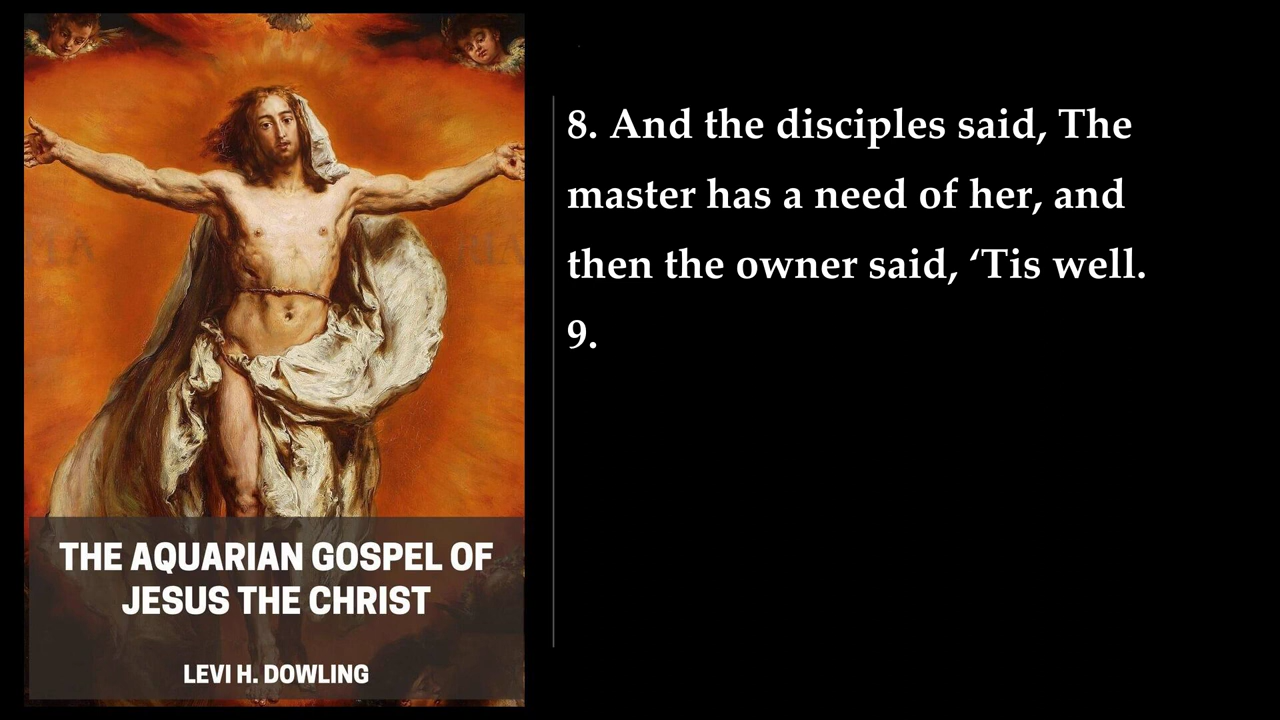 8. And the disciples said, The
master has a need of her, and
then the owner said, ‘Tis well.
9.
THE AQUARIAN GOSPEL OF
JESUS THE CHRIST
LEVI H. DOWLING